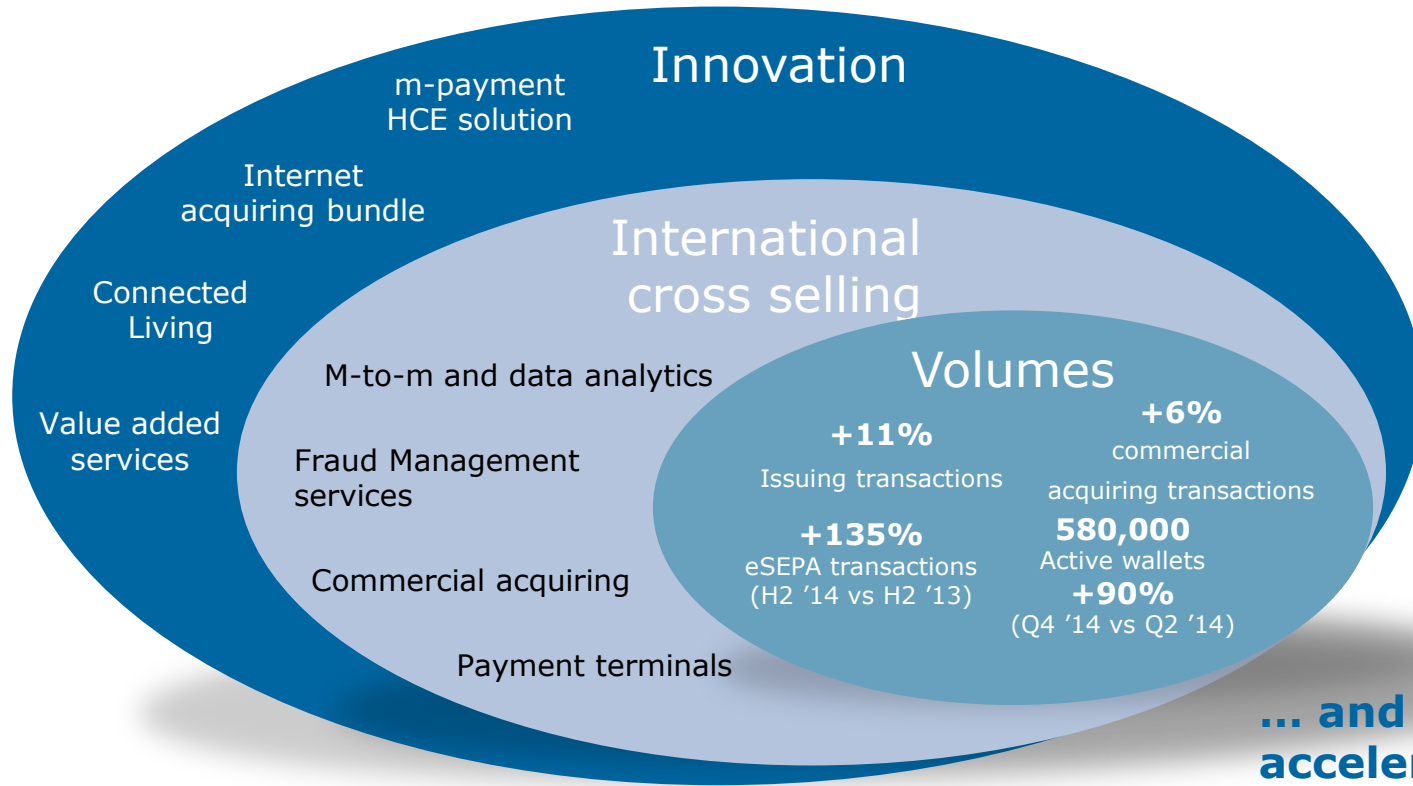 Innovation
m-payment
HCE solution
Internet
acquiring bundle
Connected
Living
Value added
services
International
cross selling
M-to-m and data analytics
Fraud Management
services
Commercial acquiring
Payment terminals
Volumes
+11%
Issuing transactions
+6%
commercial
acquiring transactions
+135%
eSEPA transactions
(H2 ’14 vs H2 ’13)
580,000
Active wallets
+90%
(Q4 ’14 vs Q2 ’14)
... and